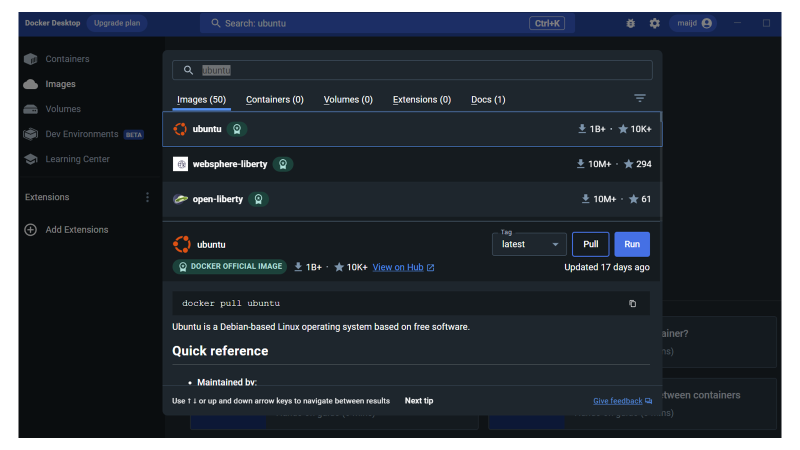 Docker Desktop Upgrade plan Search: ubuntu Ctrl+K maijd
Containers
Images
Volumes
Dev Environments BETA
Learning Center
Extensions
Add Extensions
ubuntu
Images (50) Containers (0) Volumes (0) Extensions (0) Docs (1)
ubuntu 1B+ · 10K+
websphere-liberty 10M+ · 294
open-liberty 10M+ · 61
ubuntu
Tag
latest
Pull
Run
DOCKER OFFICIAL IMAGE 1B+ · 10K+ View on Hub Updated 17 days ago
docker pull ubuntu
Ubuntu is a Debian-based Linux operating system based on free software.
Quick reference
• Maintained by:
Use ↑ ↓ or up and down arrow keys to navigate between results Next tip Give feedback
containers